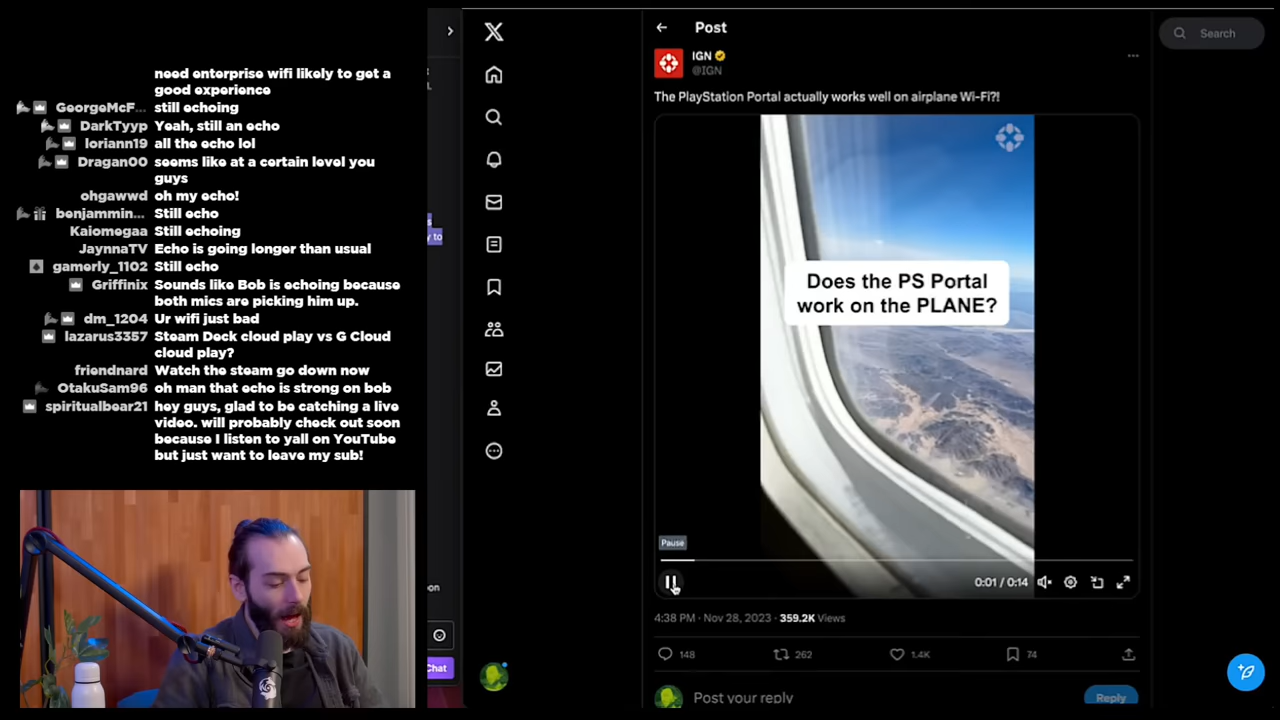 need enterprise wifi likely to get a
good experience
GeorgeMcF... still echoing
DarkTyyp Yeah, still an echo
loriann19 all the echo lol
Dragan00 seems like at a certain level you
guys
ohgawwd oh my echo!
benjammin... Still echo
Kaiomegaa Still echoing
JaynnaTV Echo is going longer than usual
gamerly_1102 Still echo
Griffinix Sounds like Bob is echoing because
both mics are picking him up.
dm_1204 Ur wifi just bad
lazarus3357 Steam Deck cloud play vs G Cloud
cloud play?
friendnard Watch the steam go down now
OtakuSam96 oh man that echo is strong on bob
spiritualbear21 hey guys, glad to be catching a live
video. will probably check out soon
because I listen to yall on YouTube
but just want to leave my sub!
y to
oon
Chat
Post
Search
IGN
@IGN
The PlayStation Portal actually works well on airplane Wi-Fi?!
Does the PS Portal
work on the PLANE?
Pause
0:01 / 0:14
4:38 PM · Nov 28, 2023 · 359.2K Views
148 262 1.4K 74
Post your reply
Reply